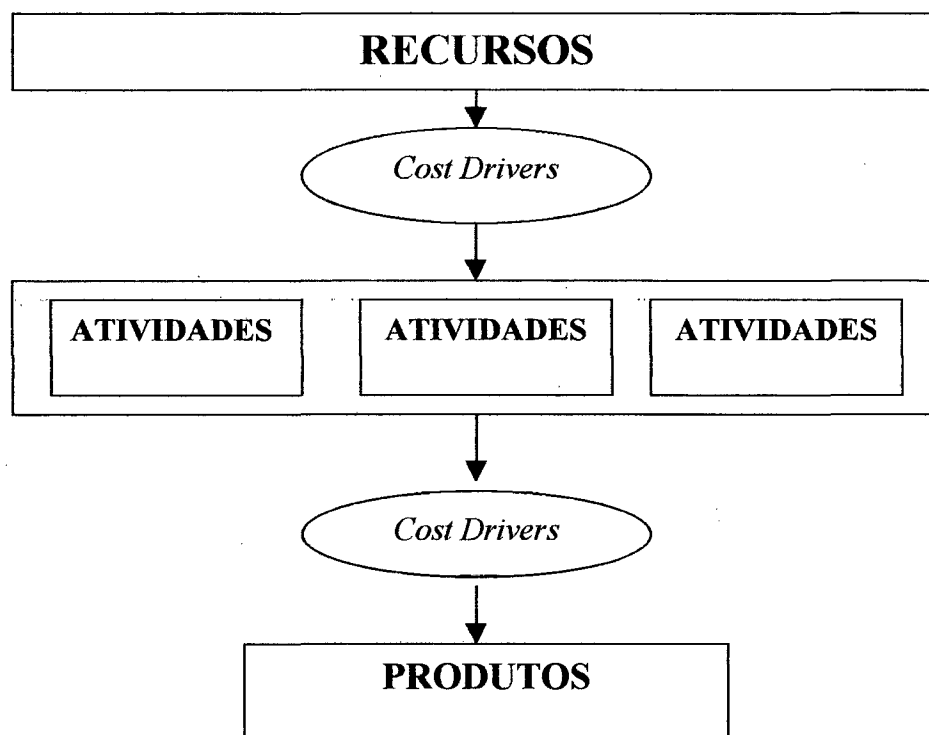 RECURSOS
Cost Drivers
ATIVIDADES ATIVIDADES ATIVIDADES
Cost Drivers
PRODUTOS